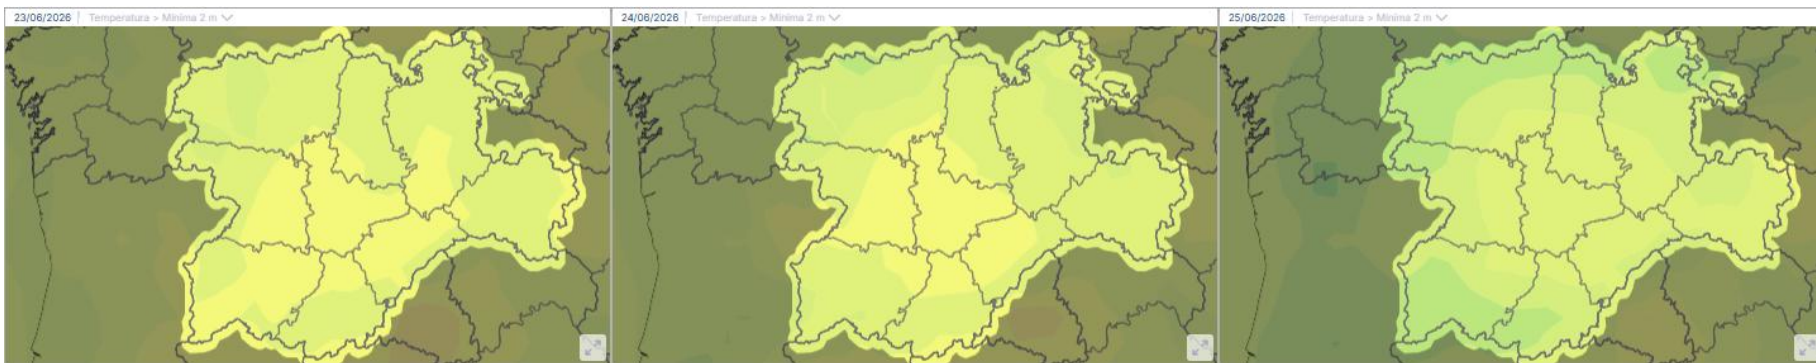 23/06/2026 Temperatura > Mínima 2 m
24/06/2026 Temperatura > Mínima 2 m
25/06/2026 Temperatura > Mínima 2 m